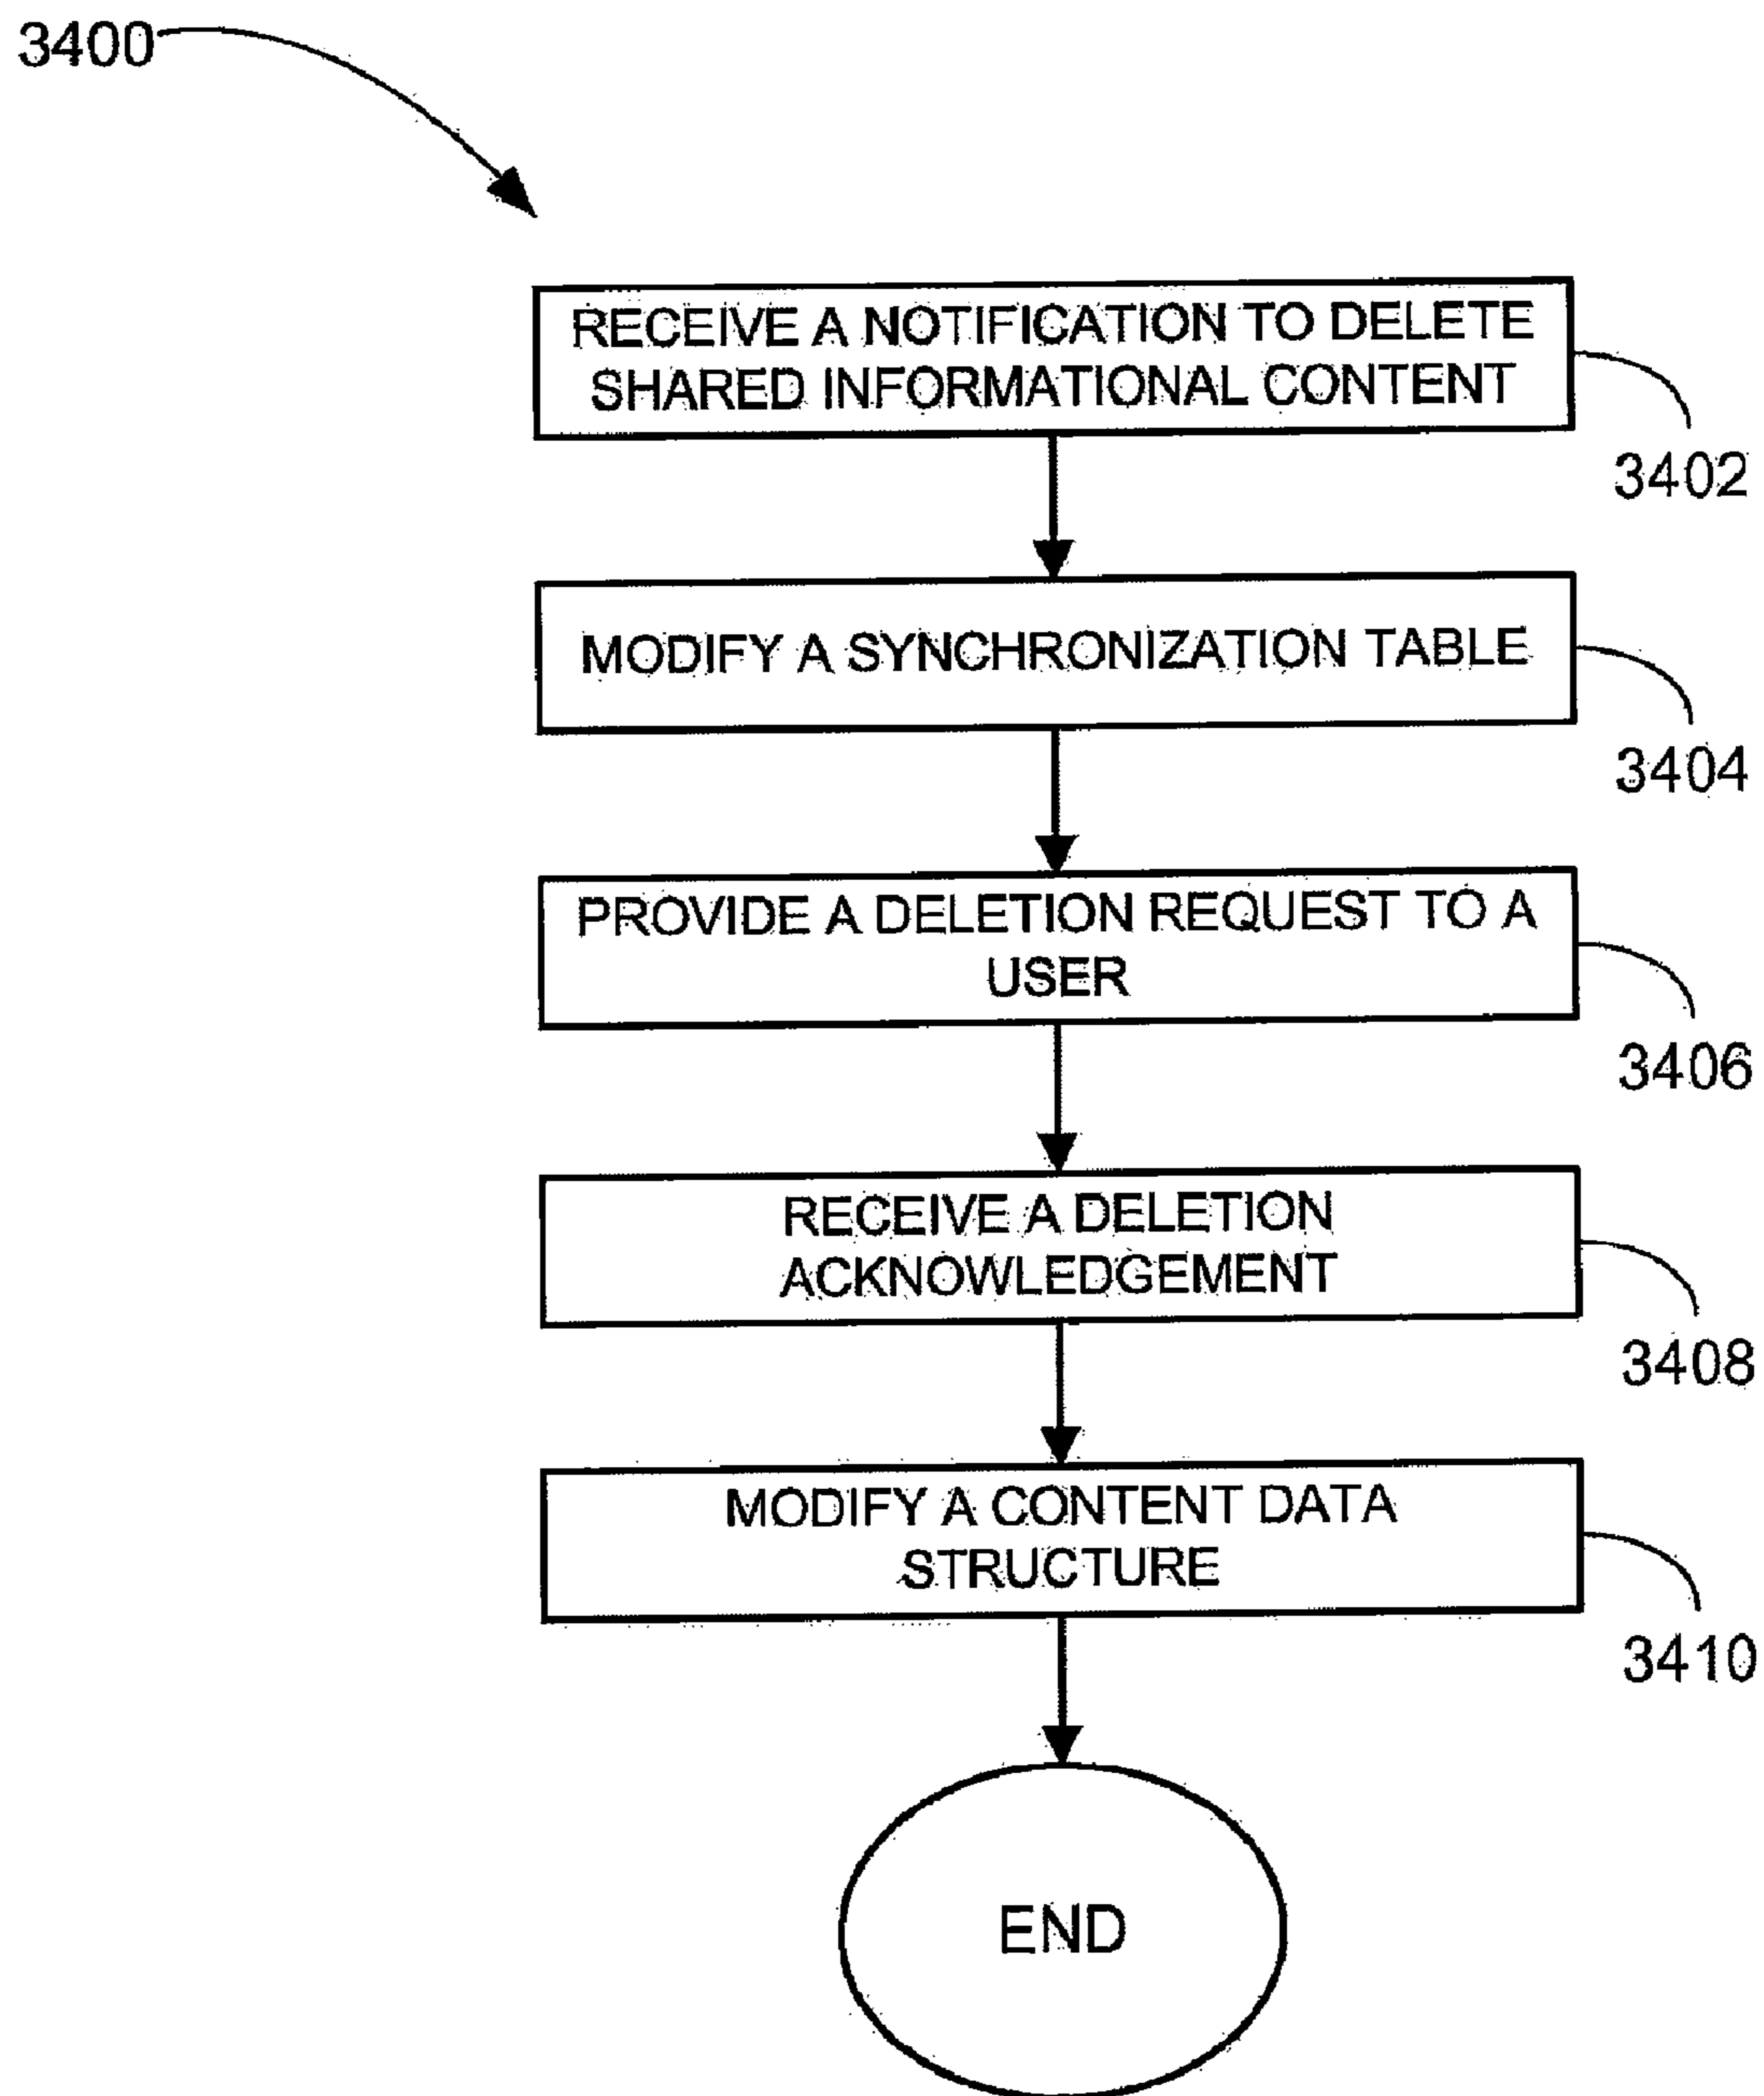 3400
RECEIVE A NOTIFICATION TO DELETE
SHARED INFORMATIONAL CONTENT
3402
MODIFY A SYNCHRONIZATION TABLE
3404
PROVIDE A DELETION REQUEST TO A
USER
3406
RECEIVE A DELETION
ACKNOWLEDGEMENT
3408
MODIFY A CONTENT DATA
STRUCTURE
3410
END